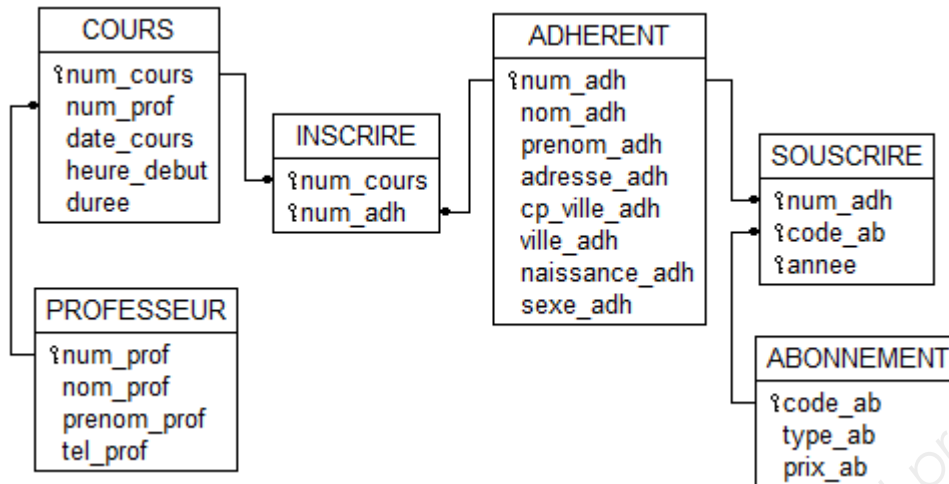 COURS
num_cours
num_prof
date_cours
heure_debut
duree
INSCRIRE
num_cours
num_adh
ADHERENT
num_adh
nom_adh
prenom_adh
adresse_adh
cp_ville_adh
ville_adh
naissance_adh
sexe_adh
SOUSCRIRE
num_adh
code_ab
annee
PROFESSEUR
num_prof
nom_prof
prenom_prof
tel_prof
ABONNEMENT
code_ab
type_ab
prix_ab